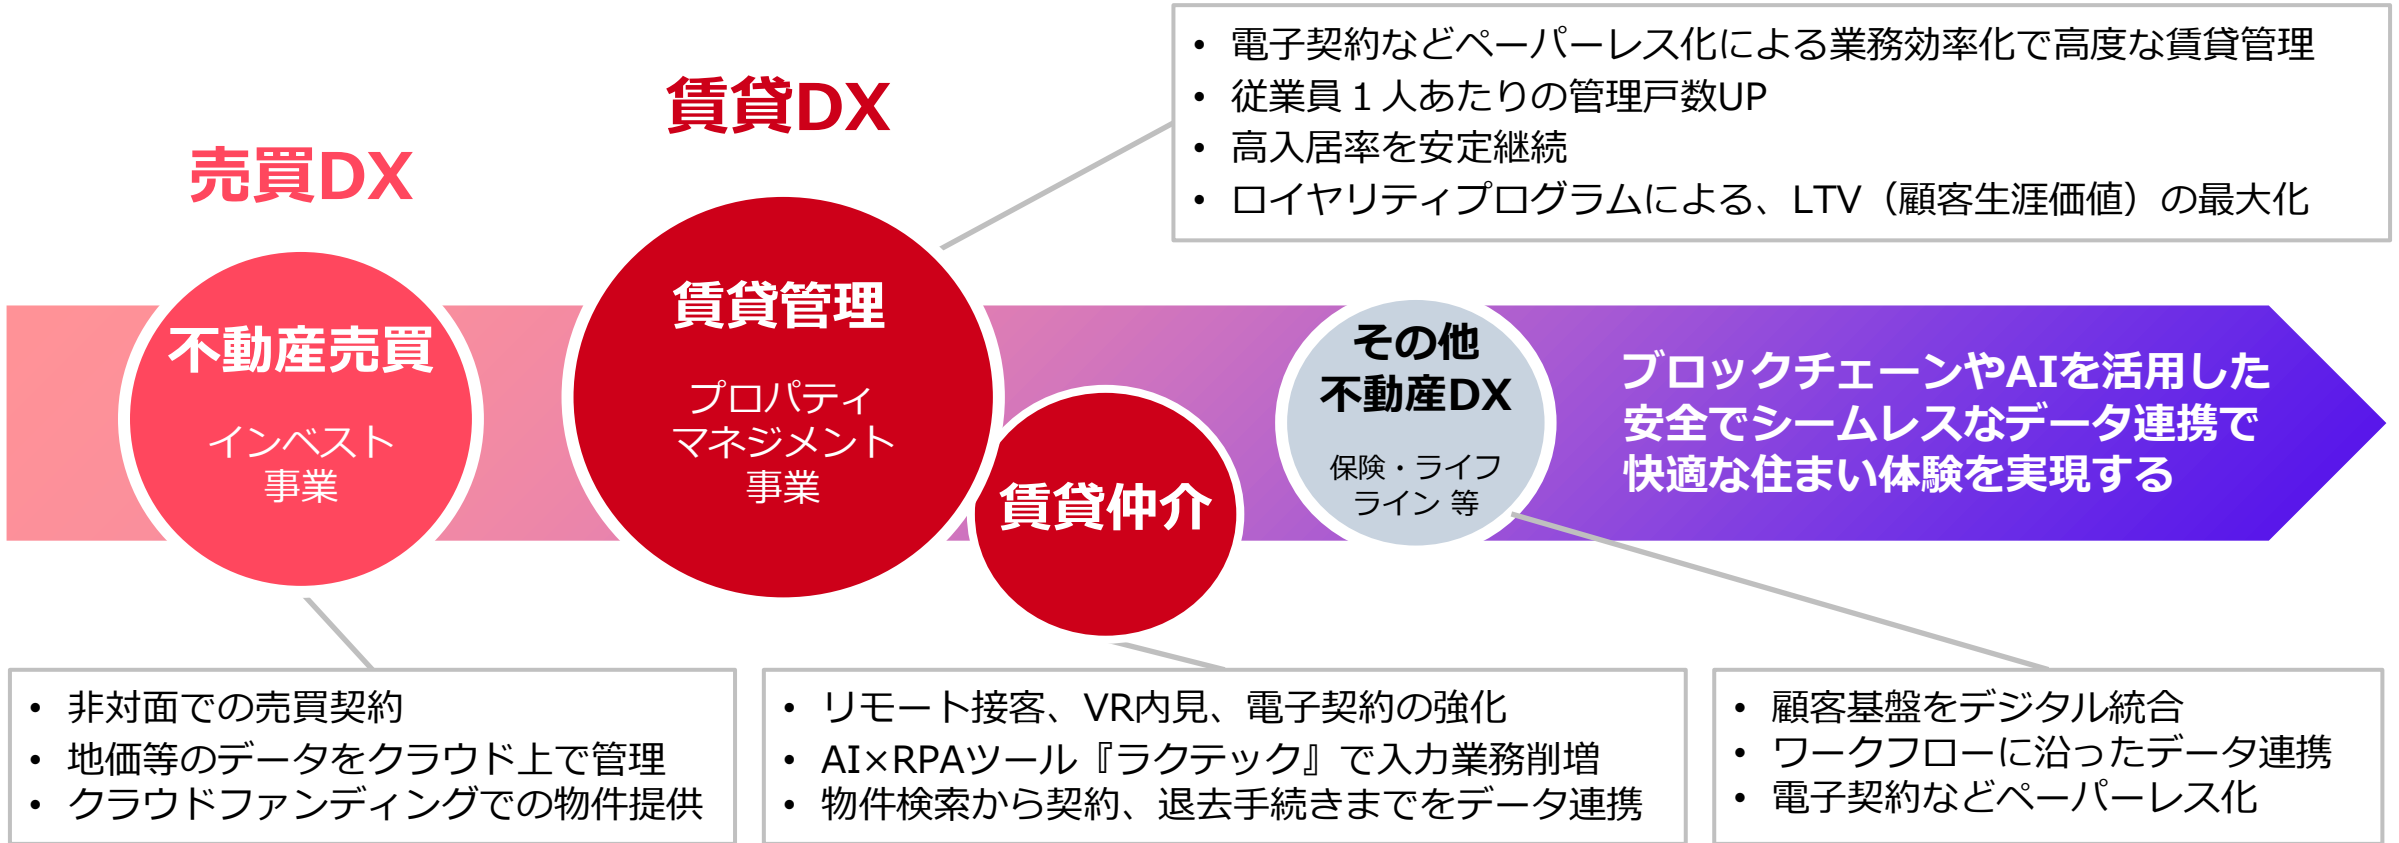 売買DX
賃貸DX
• 電子契約などペーパーレス化による業務効率化で高度な賃貸管理
• 従業員１人あたりの管理戸数UP
• 高入居率を安定継続
• ロイヤリティプログラムによる、LTV（顧客生涯価値）の最大化
不動産売買
インベスト
事業
賃貸管理
プロパティ
マネジメント
事業
賃貸仲介
その他
不動産DX
保険・ライフ
ライン 等
ブロックチェーンやAIを活用した
安全でシームレスなデータ連携で
快適な住まい体験を実現する
• 非対面での売買契約
• 地価等のデータをクラウド上で管理
• クラウドファンディングでの物件提供
• リモート接客、VR内見、電子契約の強化
• AI×RPAツール『ラクテック』で入力業務削増
• 物件検索から契約、退去手続きまでをデータ連携
• 顧客基盤をデジタル統合
• ワークフローに沿ったデータ連携
• 電子契約などペーパーレス化